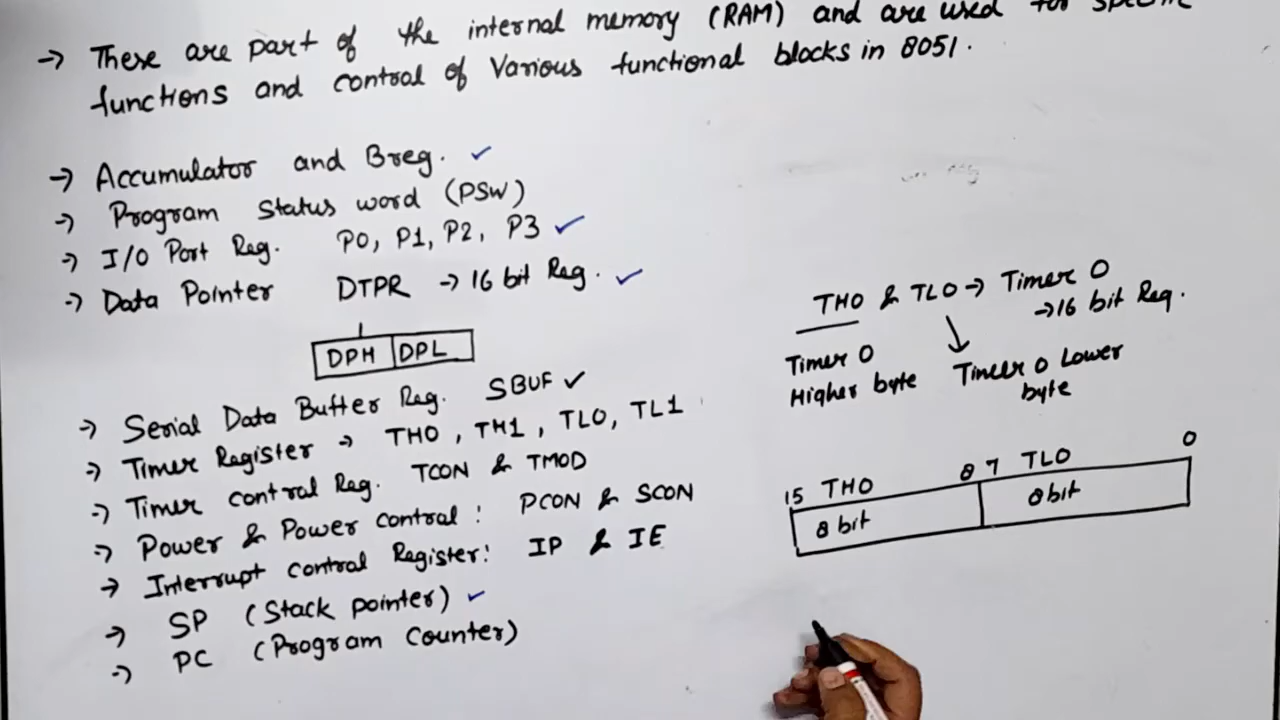 → These are part of the internal memory (RAM) and are used for specific
functions and control of Various functional blocks in 8051.
→ Accumulator and B reg. ✓
→ Program Status word (PSW)
→ I/O Port Reg. P0, P1, P2, P3 ✓
→ Data Pointer DTPR → 16 bit Reg. ✓
DPH DPL
→ Serial Data Buffer Reg. SBUF ✓
→ Timer Register → TH0, TH1, TL0, TL1
→ Timer control Reg. TCON & TMOD
→ Power & Power control : PCON & SCON
→ Interrupt control Register: IP & IE
→ SP (Stack pointer) ✓
→ PC (Program Counter)
TH0 & TL0 → Timer 0
→ 16 bit Reg.
Timer 0
Higher byte
Timer 0 Lower
byte
15 TH0 8 7 TL0 0
8 bit 8bit